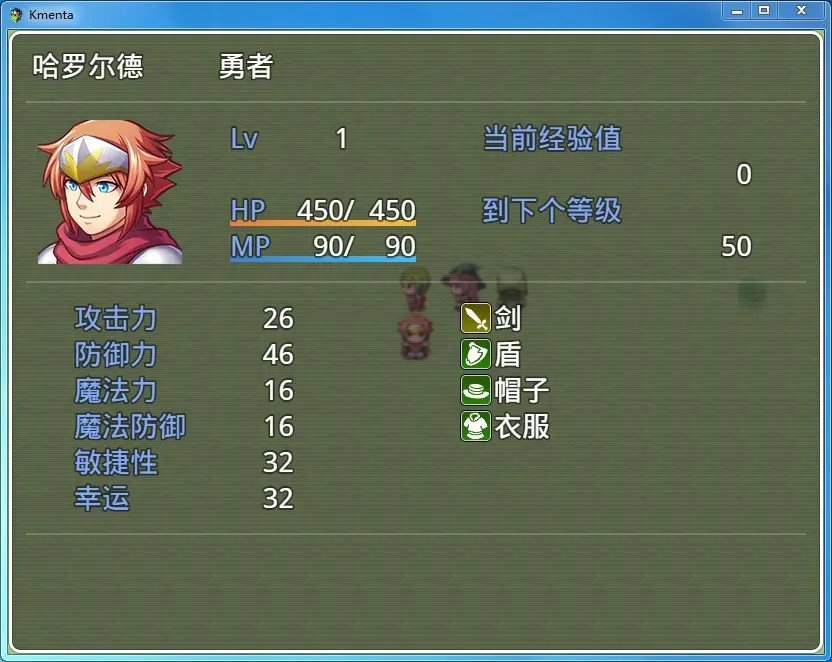 Kmenta
哈罗尔德 勇者
Lv 1 当前经验值
0
HP 450/ 450 到下个等级
MP 90/ 90 50
攻击力 26 剑
防御力 46 盾
魔法力 16 帽子
魔法防御 16 衣服
敏捷性 32
幸运 32